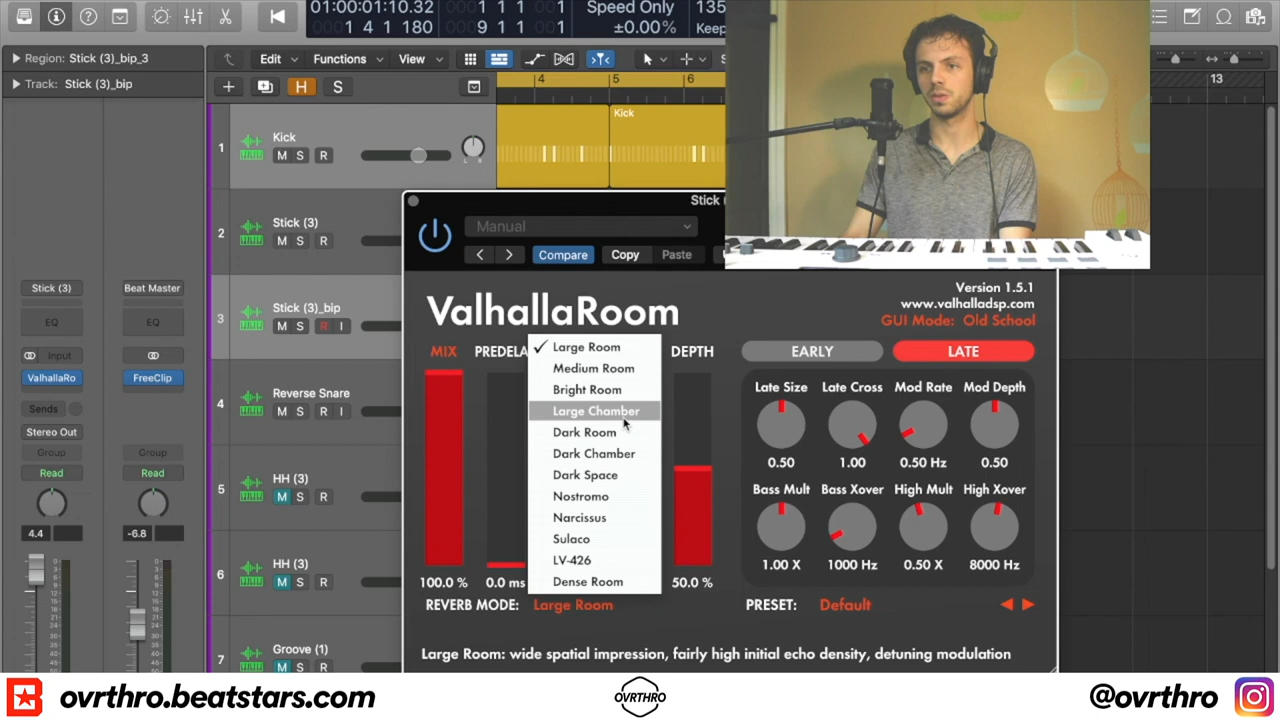 01:00:01:10.32
1 4 1 180
1 1 1
9 1 1
Speed Only
±0.00%
135
Keep
Region: Stick (3)_bip_3
Track: Stick (3)_bip
Edit
Functions
View
H
S
4
5
6
13
1
Kick
M S R
L R
Kick
2
Stick (3)
M S R
3
Stick (3)_bip
M S R I
4
Reverse Snare
M S R I
5
HH (3)
M S R
6
HH (3)
M S R
7
Groove (1)
M S R
Stick (3)
EQ
Input
ValhallaRo
Sends
Stereo Out
Group
Read
4.4
Beat Master
EQ
FreeClip
Group
Read
-6.8
Stick (
Manual
Compare
Copy
Paste
ValhallaRoom
Version 1.5.1
www.valhalladsp.com
GUI Mode: Old School
MIX
PREDELA
DEPTH
100.0 %
0.0 ms
50.0 %
✓ Large Room
Medium Room
Bright Room
Large Chamber
Dark Room
Dark Chamber
Dark Space
Nostromo
Narcissus
Sulaco
LV-426
Dense Room
EARLY
LATE
Late Size
Late Cross
Mod Rate
Mod Depth
0.50
1.00
0.50 Hz
0.50
Bass Mult
Bass Xover
High Mult
High Xover
1.00 X
1000 Hz
0.50 X
8000 Hz
REVERB MODE: Large Room
PRESET: Default
Large Room: wide spatial impression, fairly high initial echo density, detuning modulation
ovrthro.beatstars.com
OVRTHRO
@ovrthro